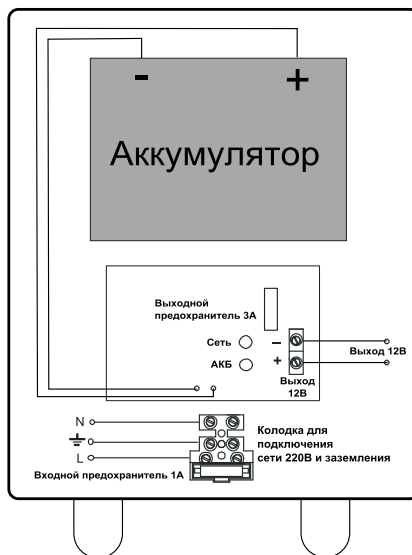 - +
Аккумулятор
Выходной
предохранитель 3А
Сеть
АКБ
–
+
Выход
12В
Выход 12В
N
L
Колодка для
подключения
сети 220В и заземления
Входной предохранитель 1А